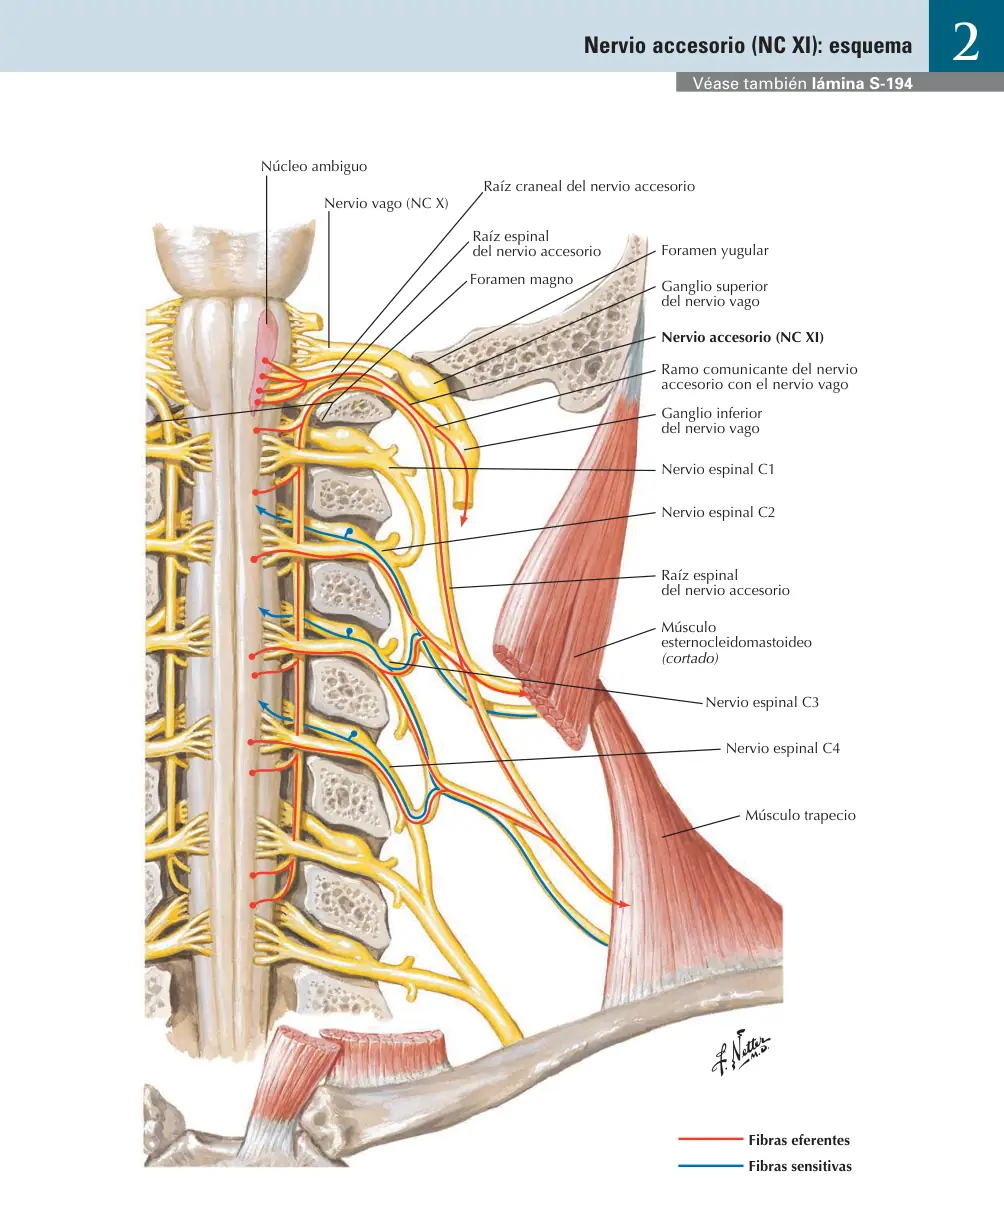 Nervio accesorio (NC XI): esquema
2
Véase también lámina S-194
Núcleo ambiguo
Raíz craneal del nervio accesorio
Nervio vago (NC X)
Raíz espinal
del nervio accesorio
Foramen magno
Foramen yugular
Ganglio superior
del nervio vago
Nervio accesorio (NC XI)
Ramo comunicante del nervio
accesorio con el nervio vago
Ganglio inferior
del nervio vago
Nervio espinal C1
Nervio espinal C2
Raíz espinal
del nervio accesorio
Músculo
esternocleidomastoideo
(cortado)
Nervio espinal C3
Nervio espinal C4
Músculo trapecio
F. Netter
M.D.
Fibras eferentes
Fibras sensitivas